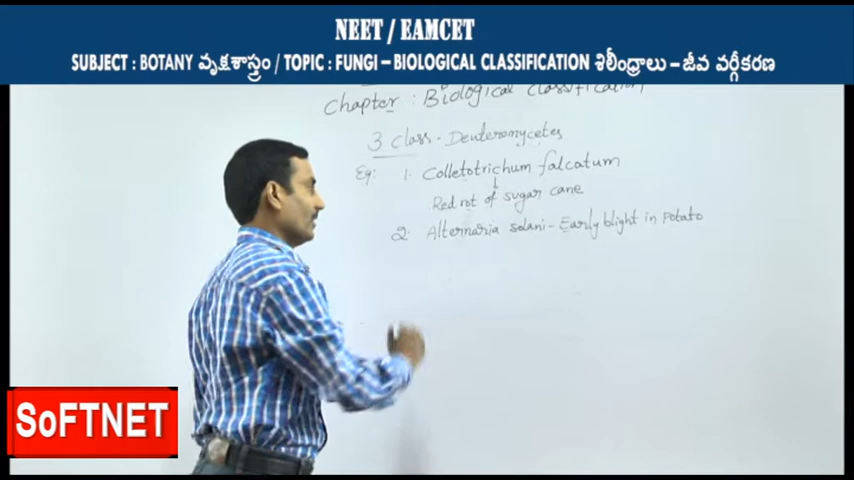 NEET / EAMCET
SUBJECT : BOTANY వృక్షశాస్త్రం / TOPIC : FUNGI – BIOLOGICAL CLASSIFICATION శిలీంధ్రాలు – జీవ వర్గీకరణ
Chapter : Biological Classification
3 class - Deuteromycetes
Eg: 1. Colletotrichum falcatum
↓
Red rot of sugar cane
2. Alternaria solani - Early blight in Potato
SoFTNET